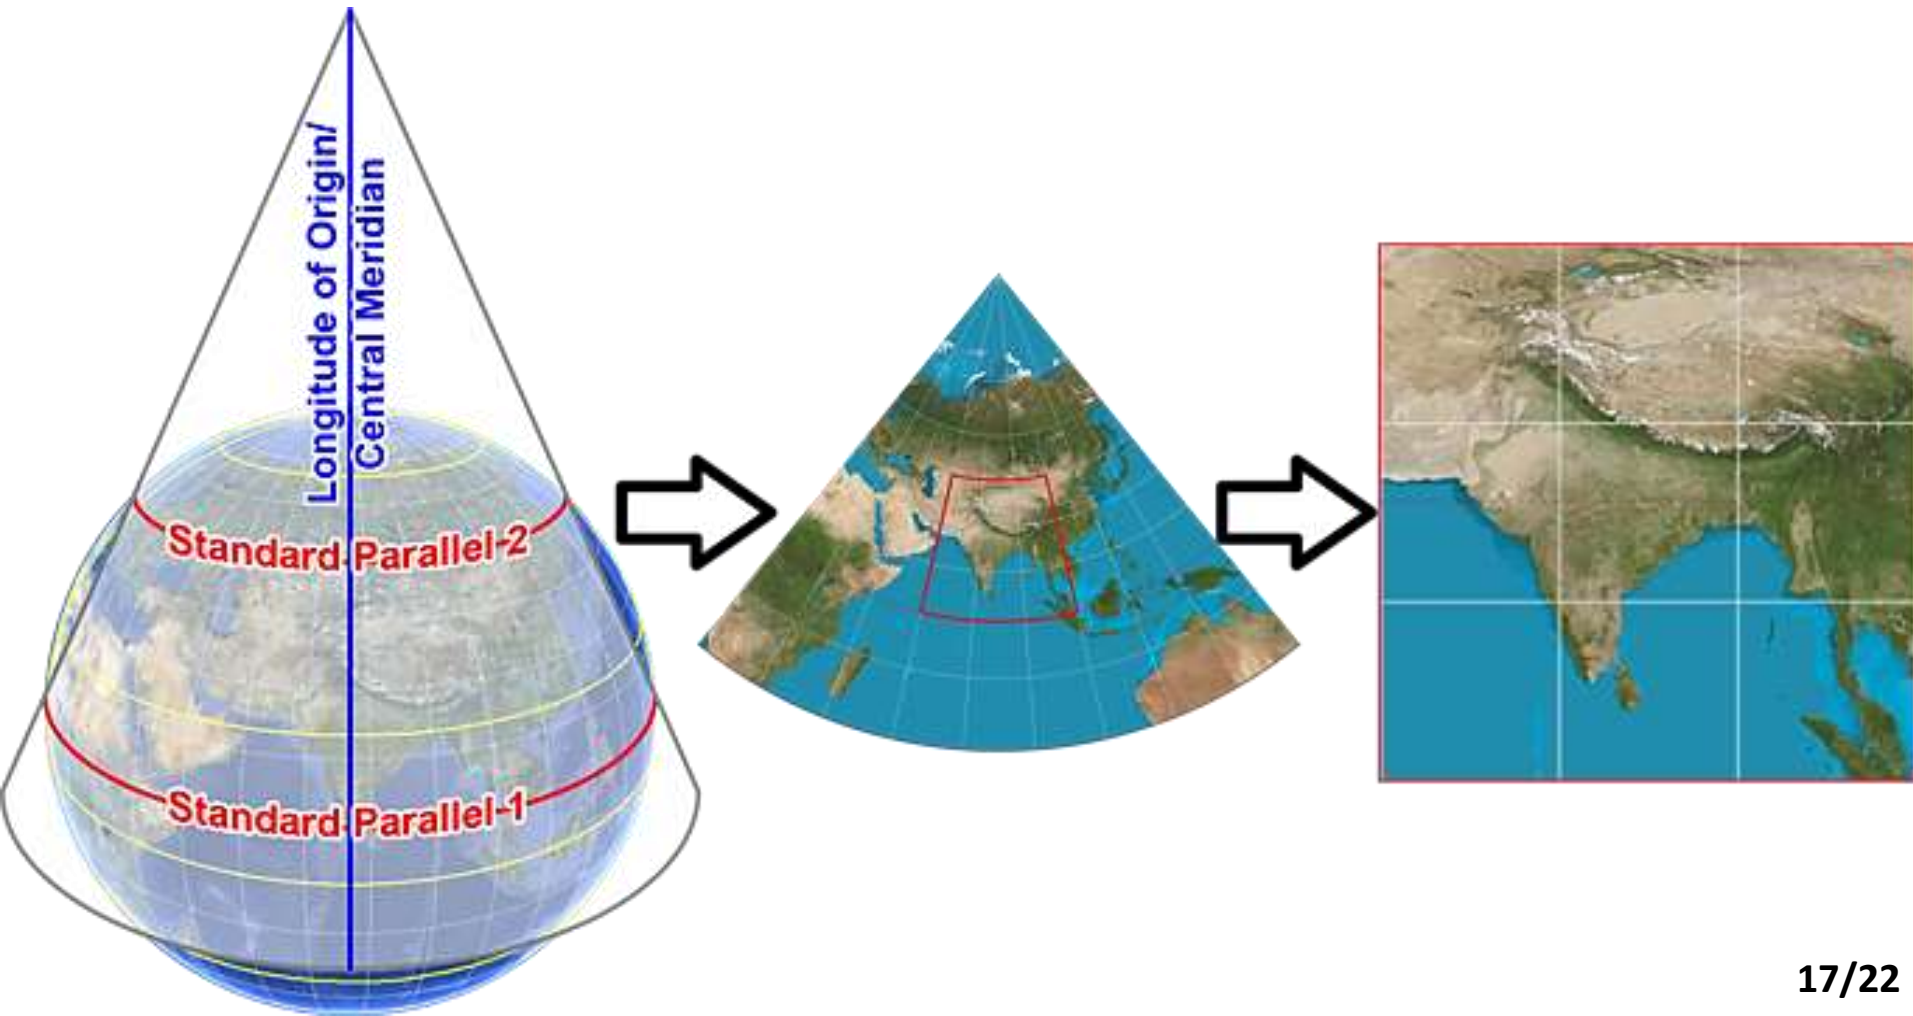 Longitude of Origin/
Central Meridian
Standard Parallel-2
Standard Parallel-1
17/22